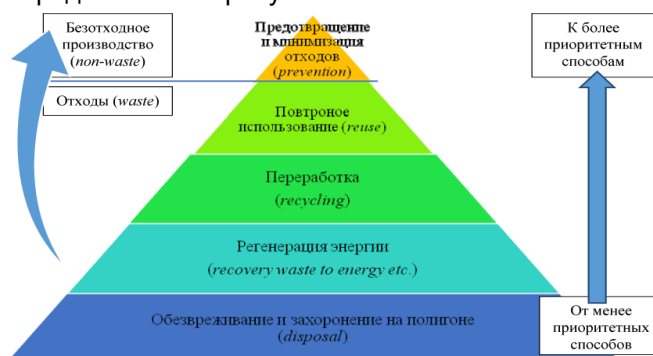 Безотходное
производство
(non-waste)
Отходы (waste)
Предотвращение
и минимизация
отходов
(prevention)
Повтроное
использование (reuse)
Переработка
(recycling)
Регенерация энергии
(recovery waste to energy etc.)
Обезвреживание и захоронение на полигоне
(disposal)
К более
приоритетным
способам
От менее
приоритетных
способов